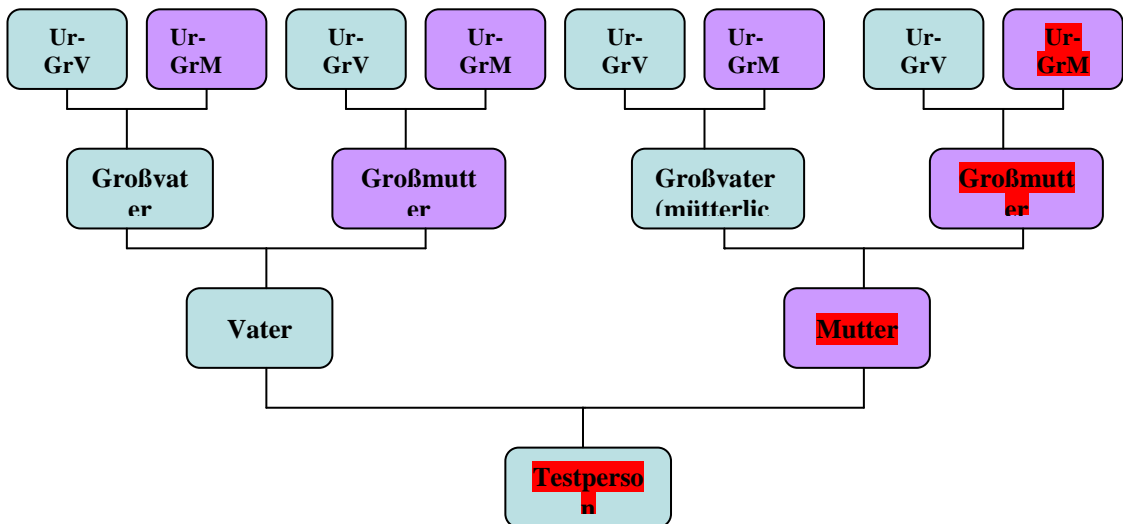 Ur-
GrV
Ur-
GrM
Ur-
GrV
Ur-
GrM
Ur-
GrV
Ur-
GrM
Ur-
GrV
Ur-
GrM
Großvat
er
Großmutt
er
Großvater
(mütterlic
Großmutt
er
Vater
Mutter
Testperso
n